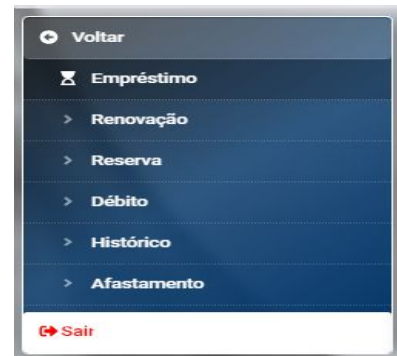 Voltar
Empréstimo
Renovação
Reserva
Débito
Histórico
Afastamento
Sair